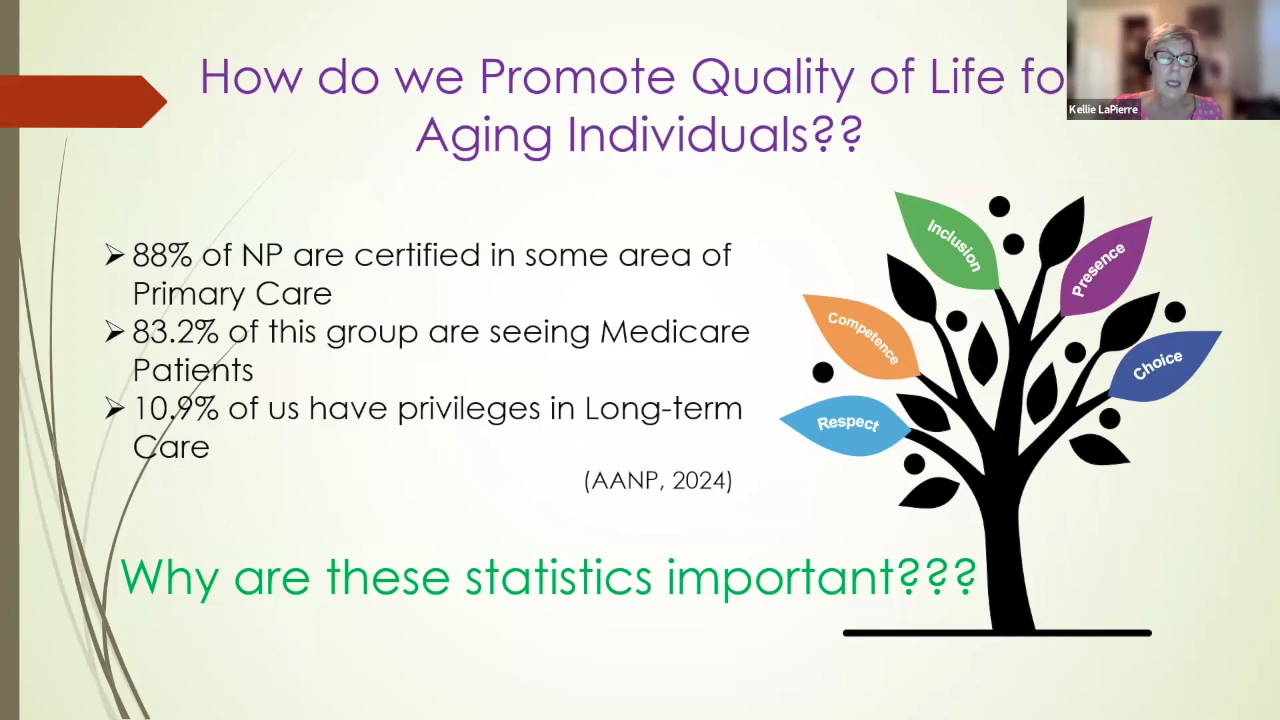 How do we Promote Quality of Life fo
Aging Individuals??
Kellie LaPierre
88% of NP are certified in some area of
Primary Care
83.2% of this group are seeing Medicare
Patients
10.9% of us have privileges in Long-term
Care
(AANP, 2024)
Why are these statistics important???
Inclusion
Presence
Competence
Choice
Respect